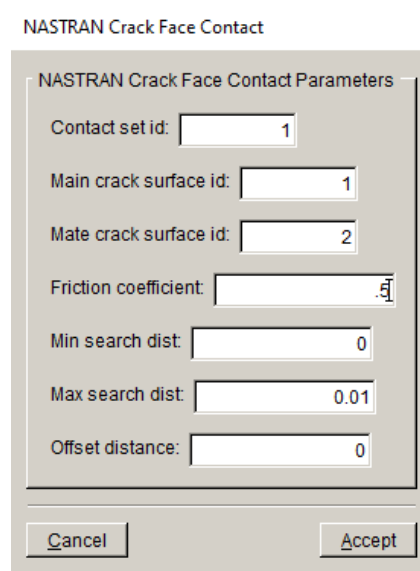 NASTRAN Crack Face Contact
NASTRAN Crack Face Contact Parameters
Contact set id: 1
Main crack surface id: 1
Mate crack surface id: 2
Friction coefficient: .5
Min search dist: 0
Max search dist: 0.01
Offset distance: 0
Cancel Accept